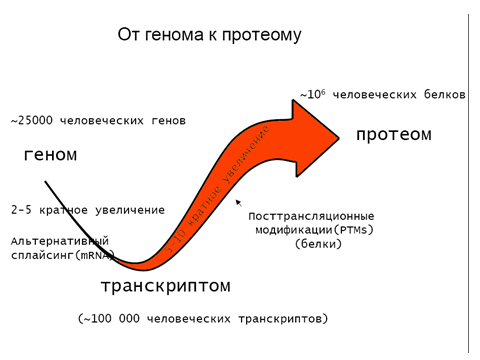 От генома к протеому
~10⁶ человеческих белков
~25000 человеческих генов
протеом
геном
5-10 кратное увеличение
2-5 кратное увеличение
Посттрансляционные
модификации(PTMs)
(белки)
Альтернативный
сплайсинг(mRNA)
транскриптом
(~100 000 человеческих транскриптов)